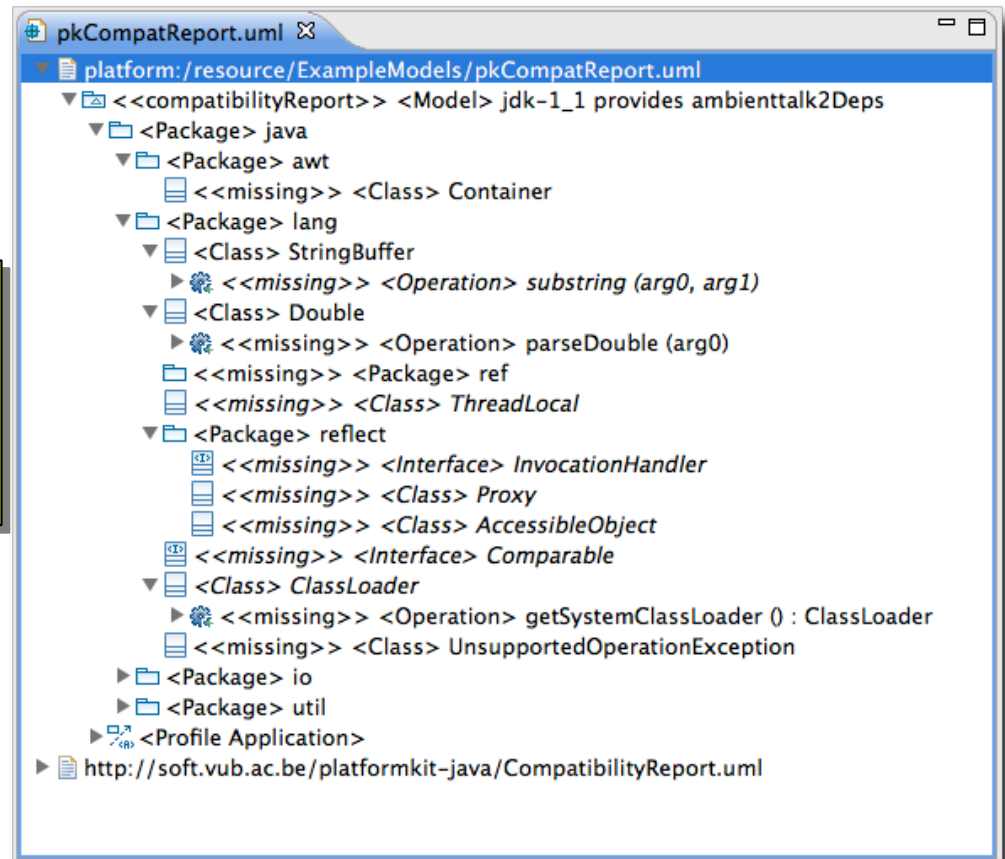 pkCompatReport.uml
platform:/resource/ExampleModels/pkCompatReport.uml
<<compatibilityReport>> <Model> jdk-1_1 provides ambienttalk2Deps
<Package> java
<Package> awt
<<missing>> <Class> Container
<Package> lang
<Class> StringBuffer
<<missing>> <Operation> substring (arg0, arg1)
<Class> Double
<<missing>> <Operation> parseDouble (arg0)
<<missing>> <Package> ref
<<missing>> <Class> ThreadLocal
<Package> reflect
<<missing>> <Interface> InvocationHandler
<<missing>> <Class> Proxy
<<missing>> <Class> AccessibleObject
<<missing>> <Interface> Comparable
<Class> ClassLoader
<<missing>> <Operation> getSystemClassLoader () : ClassLoader
<<missing>> <Class> UnsupportedOperationException
<Package> io
<Package> util
<Profile Application>
http://soft.vub.ac.be/platformkit-java/CompatibilityReport.uml